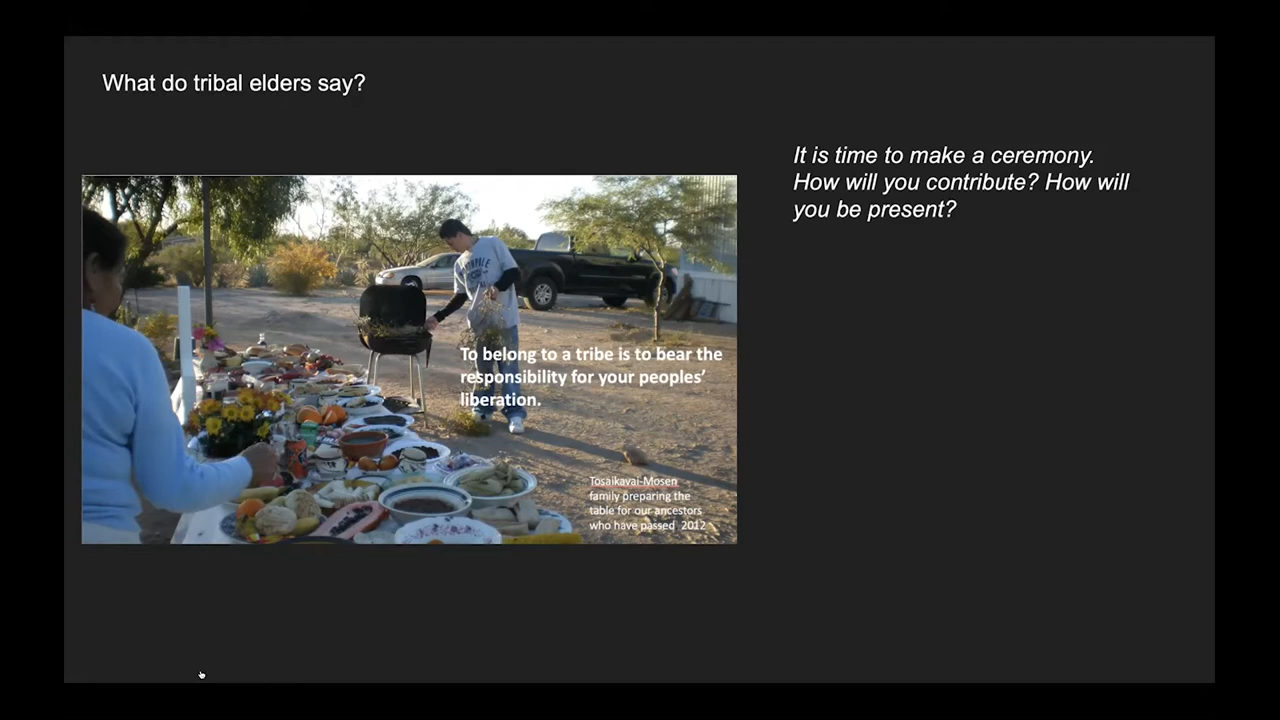 What do tribal elders say?
It is time to make a ceremony.
How will you contribute? How will
you be present?
To belong to a tribe is to bear the
responsibility for your peoples’
liberation.
Tosaikavai-Mosen
family preparing the
table for our ancestors
who have passed 2012